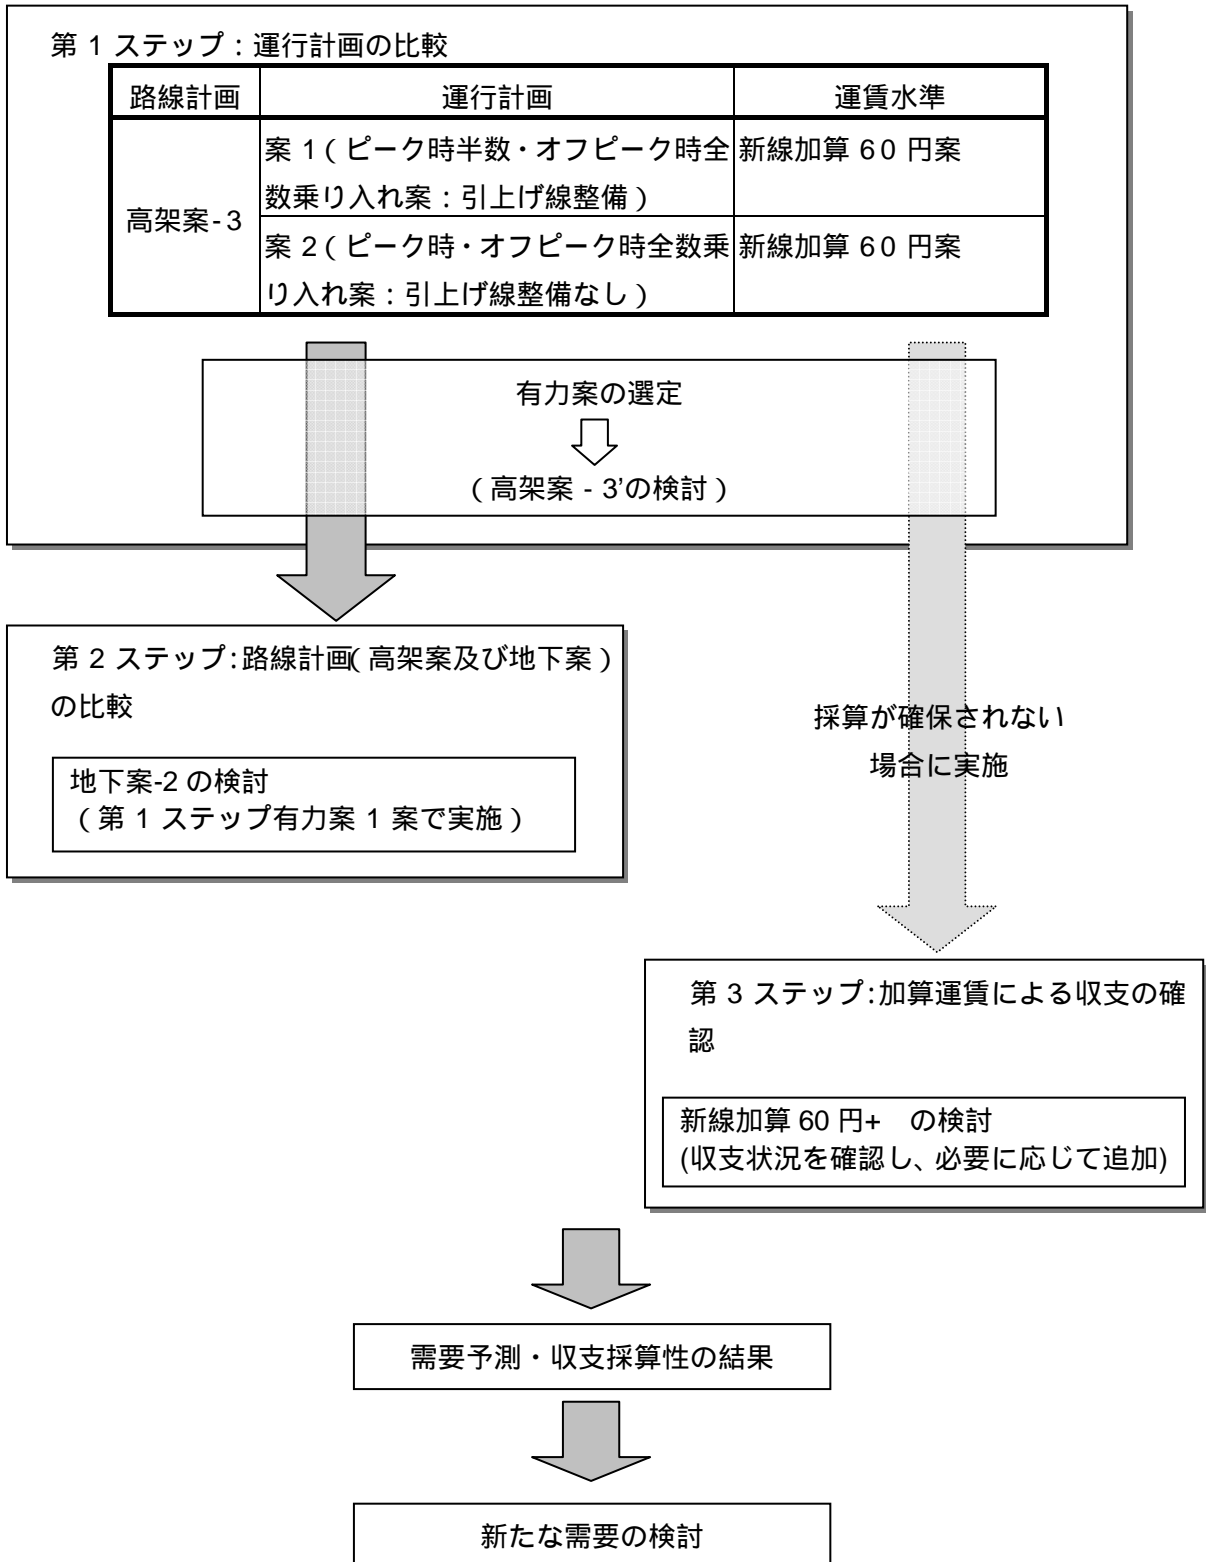 第 1 ステップ：運行計画の比較
路線計画
運行計画
運賃水準
高架案-3
案 1（ピーク時半数・オフピーク時全
数乗り入れ案：引上げ線整備）
新線加算 60 円案
案 2（ピーク時・オフピーク時全数乗
り入れ案：引上げ線整備なし）
新線加算 60 円案
有力案の選定
（高架案 - 3’の検討）
第 2 ステップ：路線計画（高架案及び地下案）
の比較
地下案-2 の検討
（第 1 ステップ有力案 1 案で実施）
採算が確保されない
場合に実施
第 3 ステップ：加算運賃による収支の確
認
新線加算 60 円+　の検討
(収支状況を確認し、必要に応じて追加)
需要予測・収支採算性の結果
新たな需要の検討